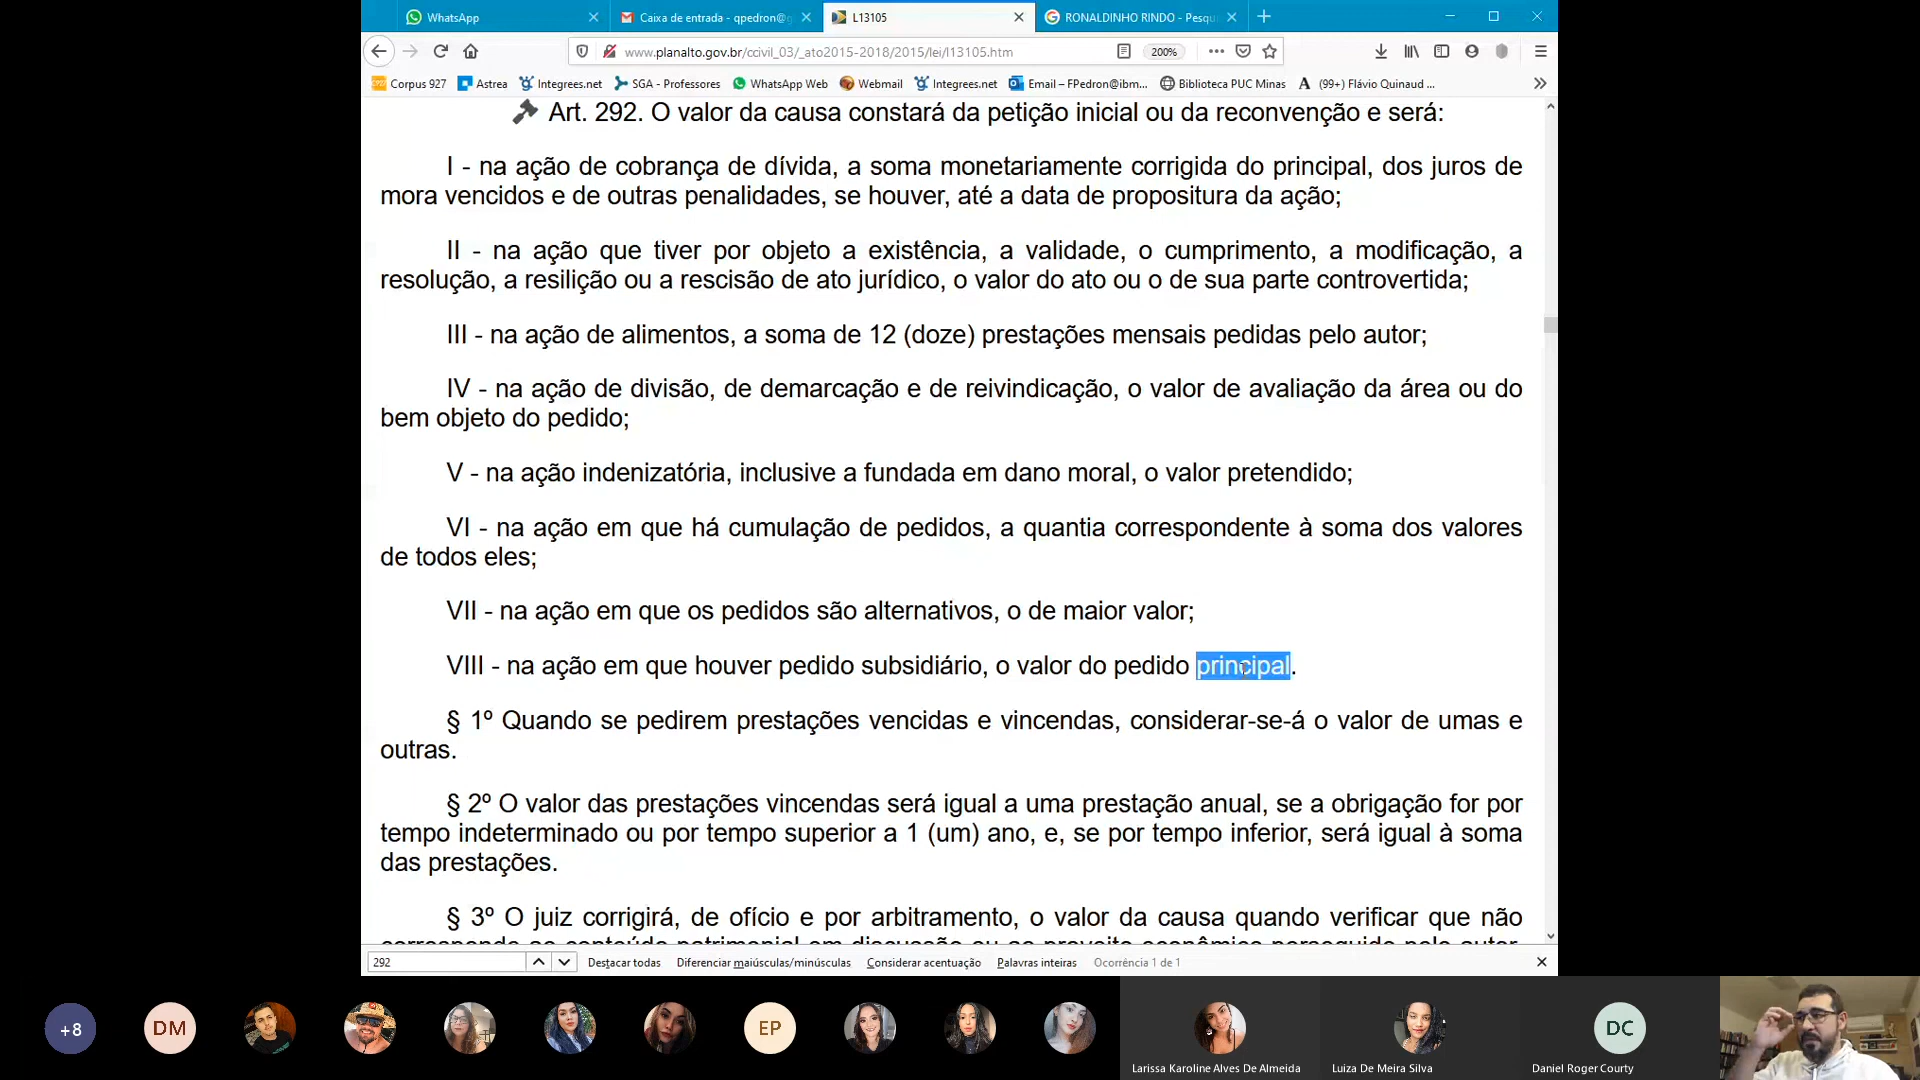 WhatsApp
Caixa de entrada - qpedron@g
L13105
RONALDINHO RINDO - Pesqu
www.planalto.gov.br/ccivil_03/_ato2015-2018/2015/lei/l13105.htm
200%
Corpus 927
Astrea
Integrees.net
SGA - Professores
WhatsApp Web
Webmail
Integrees.net
Email – FPedron@ibm...
Biblioteca PUC Minas
(99+) Flávio Quinaud ...
Art. 292. O valor da causa constará da petição inicial ou da reconvenção e será:
I - na ação de cobrança de dívida, a soma monetariamente corrigida do principal, dos juros de
mora vencidos e de outras penalidades, se houver, até a data de propositura da ação;
II - na ação que tiver por objeto a existência, a validade, o cumprimento, a modificação, a
resolução, a resilição ou a rescisão de ato jurídico, o valor do ato ou o de sua parte controvertida;
III - na ação de alimentos, a soma de 12 (doze) prestações mensais pedidas pelo autor;
IV - na ação de divisão, de demarcação e de reivindicação, o valor de avaliação da área ou do
bem objeto do pedido;
V - na ação indenizatória, inclusive a fundada em dano moral, o valor pretendido;
VI - na ação em que há cumulação de pedidos, a quantia correspondente à soma dos valores
de todos eles;
VII - na ação em que os pedidos são alternativos, o de maior valor;
VIII - na ação em que houver pedido subsidiário, o valor do pedido principal.
§ 1º Quando se pedirem prestações vencidas e vincendas, considerar-se-á o valor de umas e
outras.
§ 2º O valor das prestações vincendas será igual a uma prestação anual, se a obrigação for por
tempo indeterminado ou por tempo superior a 1 (um) ano, e, se por tempo inferior, será igual à soma
das prestações.
§ 3º O juiz corrigirá, de ofício e por arbitramento, o valor da causa quando verificar que não
corresponde ao conteúdo patrimonial em discussão ou ao proveito econômico perseguido pelo autor,
292
Destacar todas
Diferenciar maiúsculas/minúsculas
Considerar acentuação
Palavras inteiras
Ocorrência 1 de 1
+8
DM
EP
DC
Larissa Karoline Alves De Almeida
Luiza De Meira Silva
Daniel Roger Courty